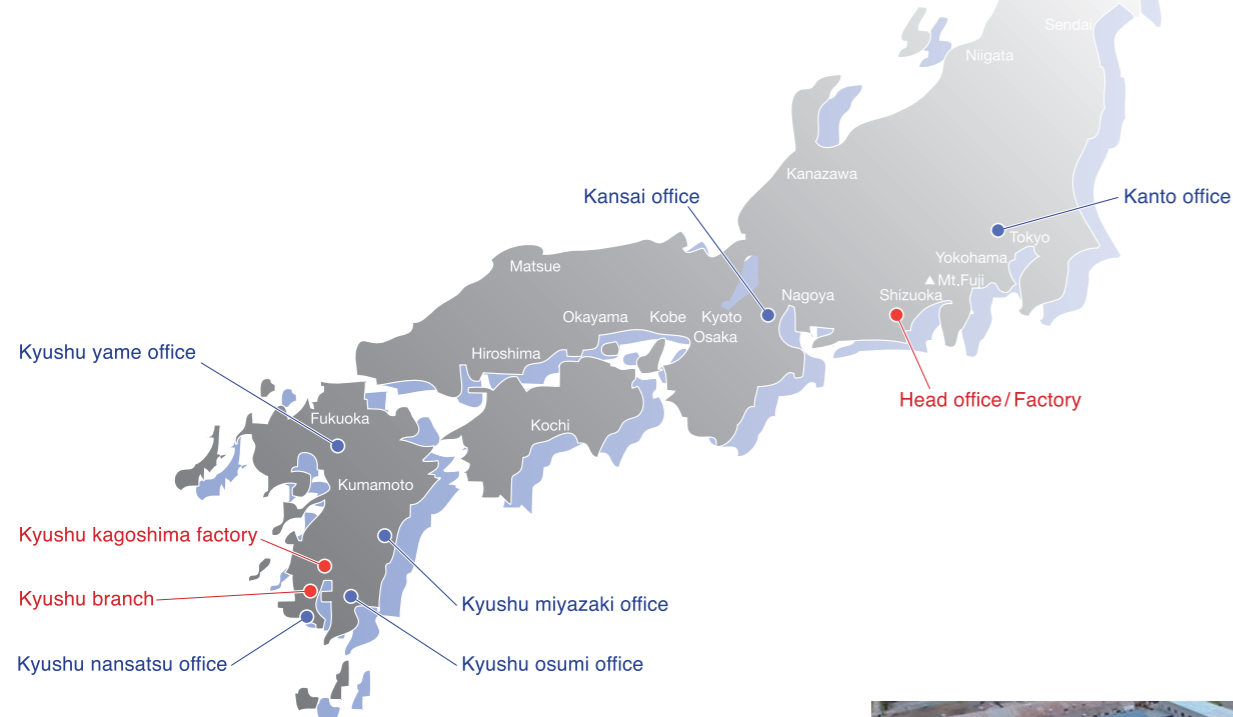 Sendai
Niigata
Kanazawa
Kansai office
Kanto office
Tokyo
Yokohama
Matsue
▲Mt.Fuji
Nagoya
Shizuoka
Okayama
Kobe
Kyoto
Osaka
Kyushu yame office
Hiroshima
Head office / Factory
Fukuoka
Kochi
Kumamoto
Kyushu kagoshima factory
Kyushu branch
Kyushu miyazaki office
Kyushu nansatsu office
Kyushu osumi office